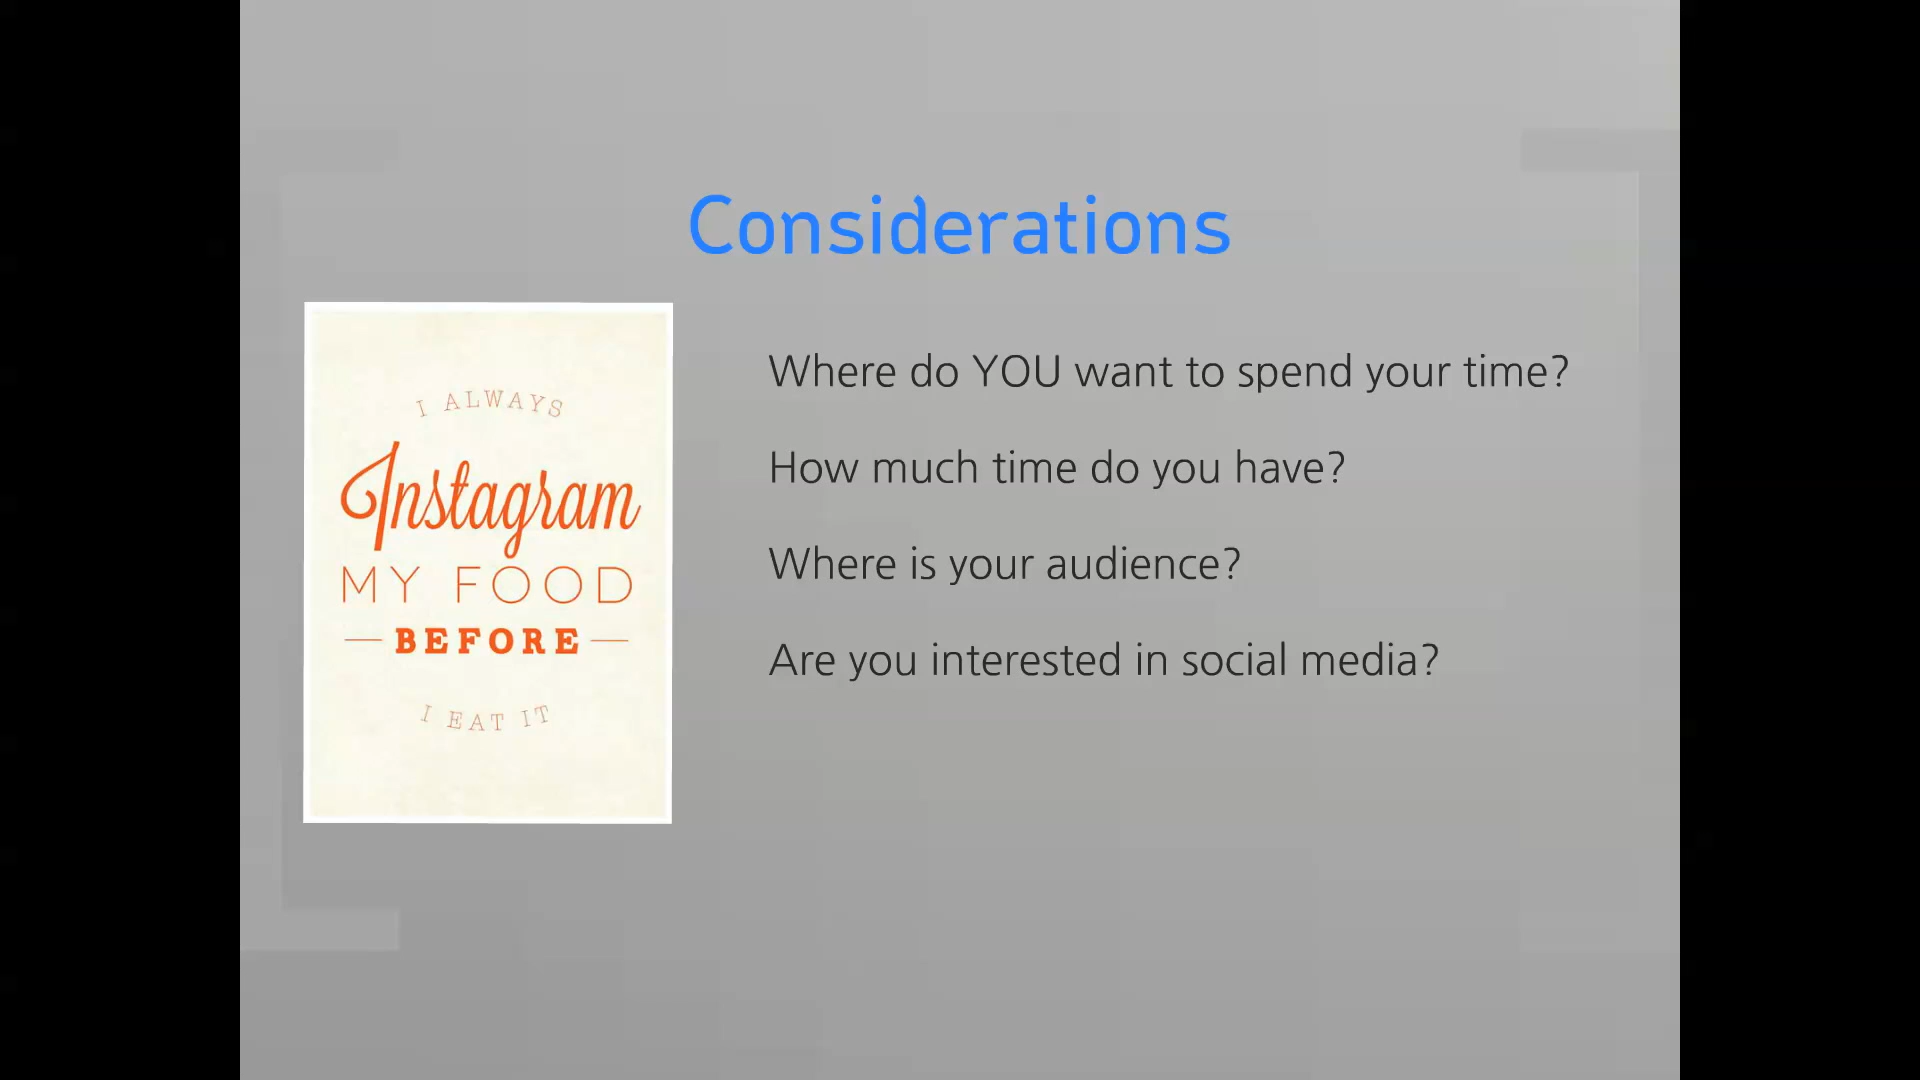 Considerations
I ALWAYS
Instagram
MY FOOD
BEFORE
I EAT IT
Where do YOU want to spend your time?
How much time do you have?
Where is your audience?
Are you interested in social media?